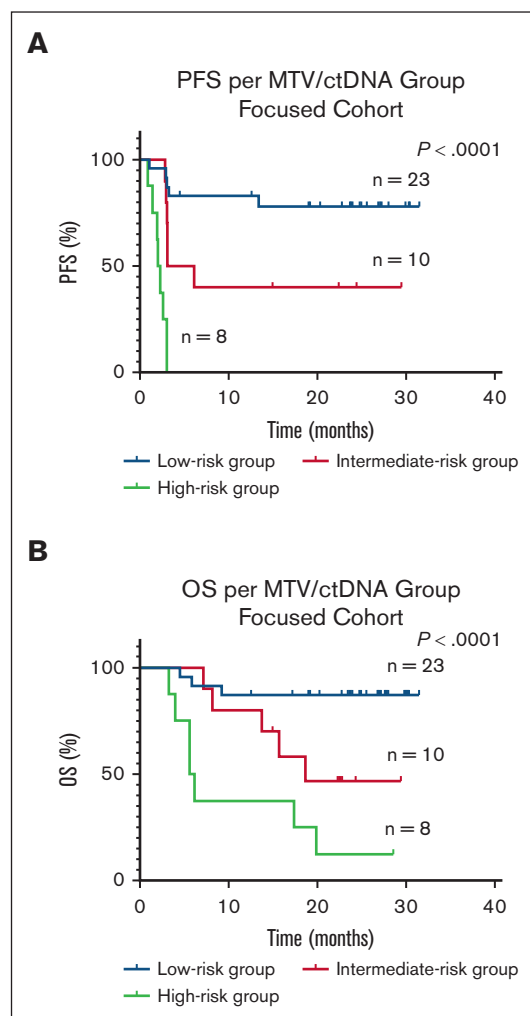 A
PFS per MTV/ctDNA Group
Focused Cohort
P < .0001
100
n = 23
PFS (%)
50
n = 10
n = 8
0
0 10 20 30 40
Time (months)
Low-risk group Intermediate-risk group
High-risk group
B
OS per MTV/ctDNA Group
Focused Cohort
P < .0001
100
n = 23
OS (%)
50
n = 10
n = 8
0
0 10 20 30 40
Time (months)
Low-risk group Intermediate-risk group
High-risk group